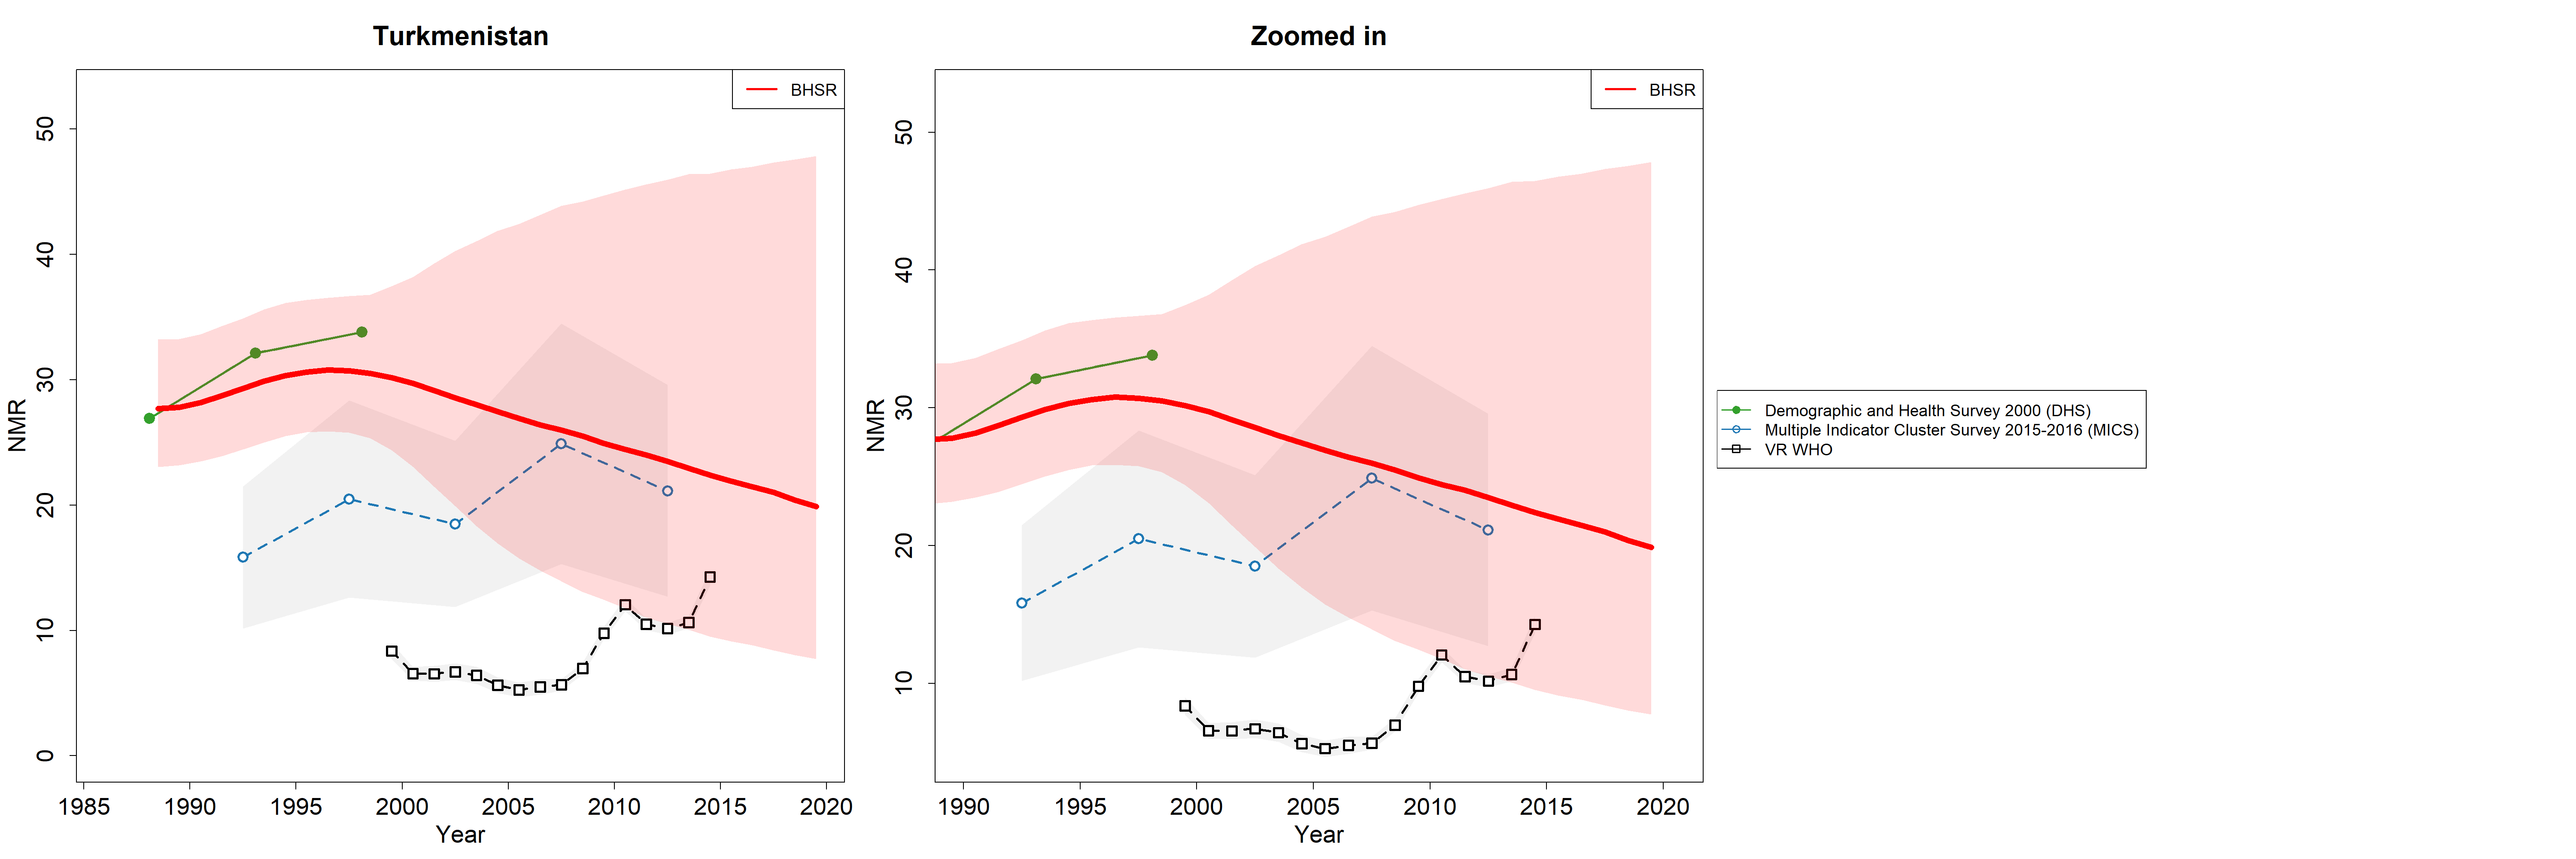 Turkmenistan
BHSR
NMR
50
40
30
20
10
0
1985 1990 1995 2000 2005 2010 2015 2020
Year
Zoomed in
BHSR
NMR
50
40
30
20
10
1990 1995 2000 2005 2010 2015 2020
Year
Demographic and Health Survey 2000 (DHS)
Multiple Indicator Cluster Survey 2015-2016 (MICS)
VR WHO